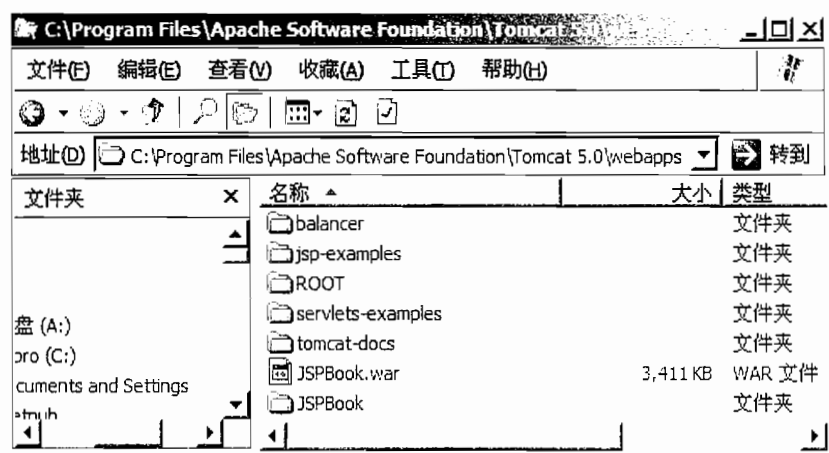 C:\Program Files\Apache Software Foundation\Tomcat 5.0
文件(F) 编辑(E) 查看(V) 收藏(A) 工具(T) 帮助(H)
地址(D) C:\Program Files\Apache Software Foundation\Tomcat 5.0\webapps 转到
文件夹 × 名称 大小 类型
balancer 文件夹
jsp-examples 文件夹
ROOT 文件夹
servlets-examples 文件夹
盘 (A:)
tomcat-docs 文件夹
pro (C:)
JSPBook.war 3,411 KB WAR 文件
cuments and Settings
JSPBook 文件夹